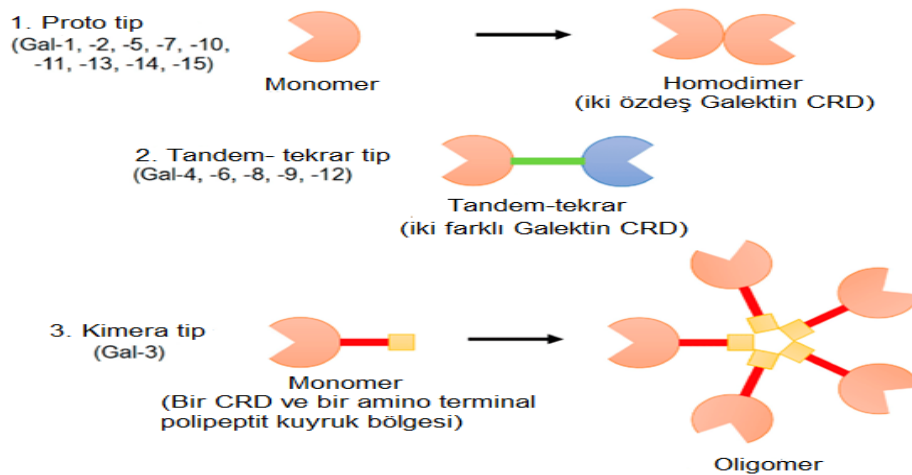 1. Proto tip
(Gal-1, -2, -5, -7, -10,
-11, -13, -14, -15)
Monomer
Homodimer
(iki özdeş Galektin CRD)
2. Tandem- tekrar tip
(Gal-4, -6, -8, -9, -12)
Tandem-tekrar
(iki farklı Galektin CRD)
3. Kimera tip
(Gal-3)
Monomer
(Bir CRD ve bir amino terminal
polipeptit kuyruk bölgesi)
Oligomer